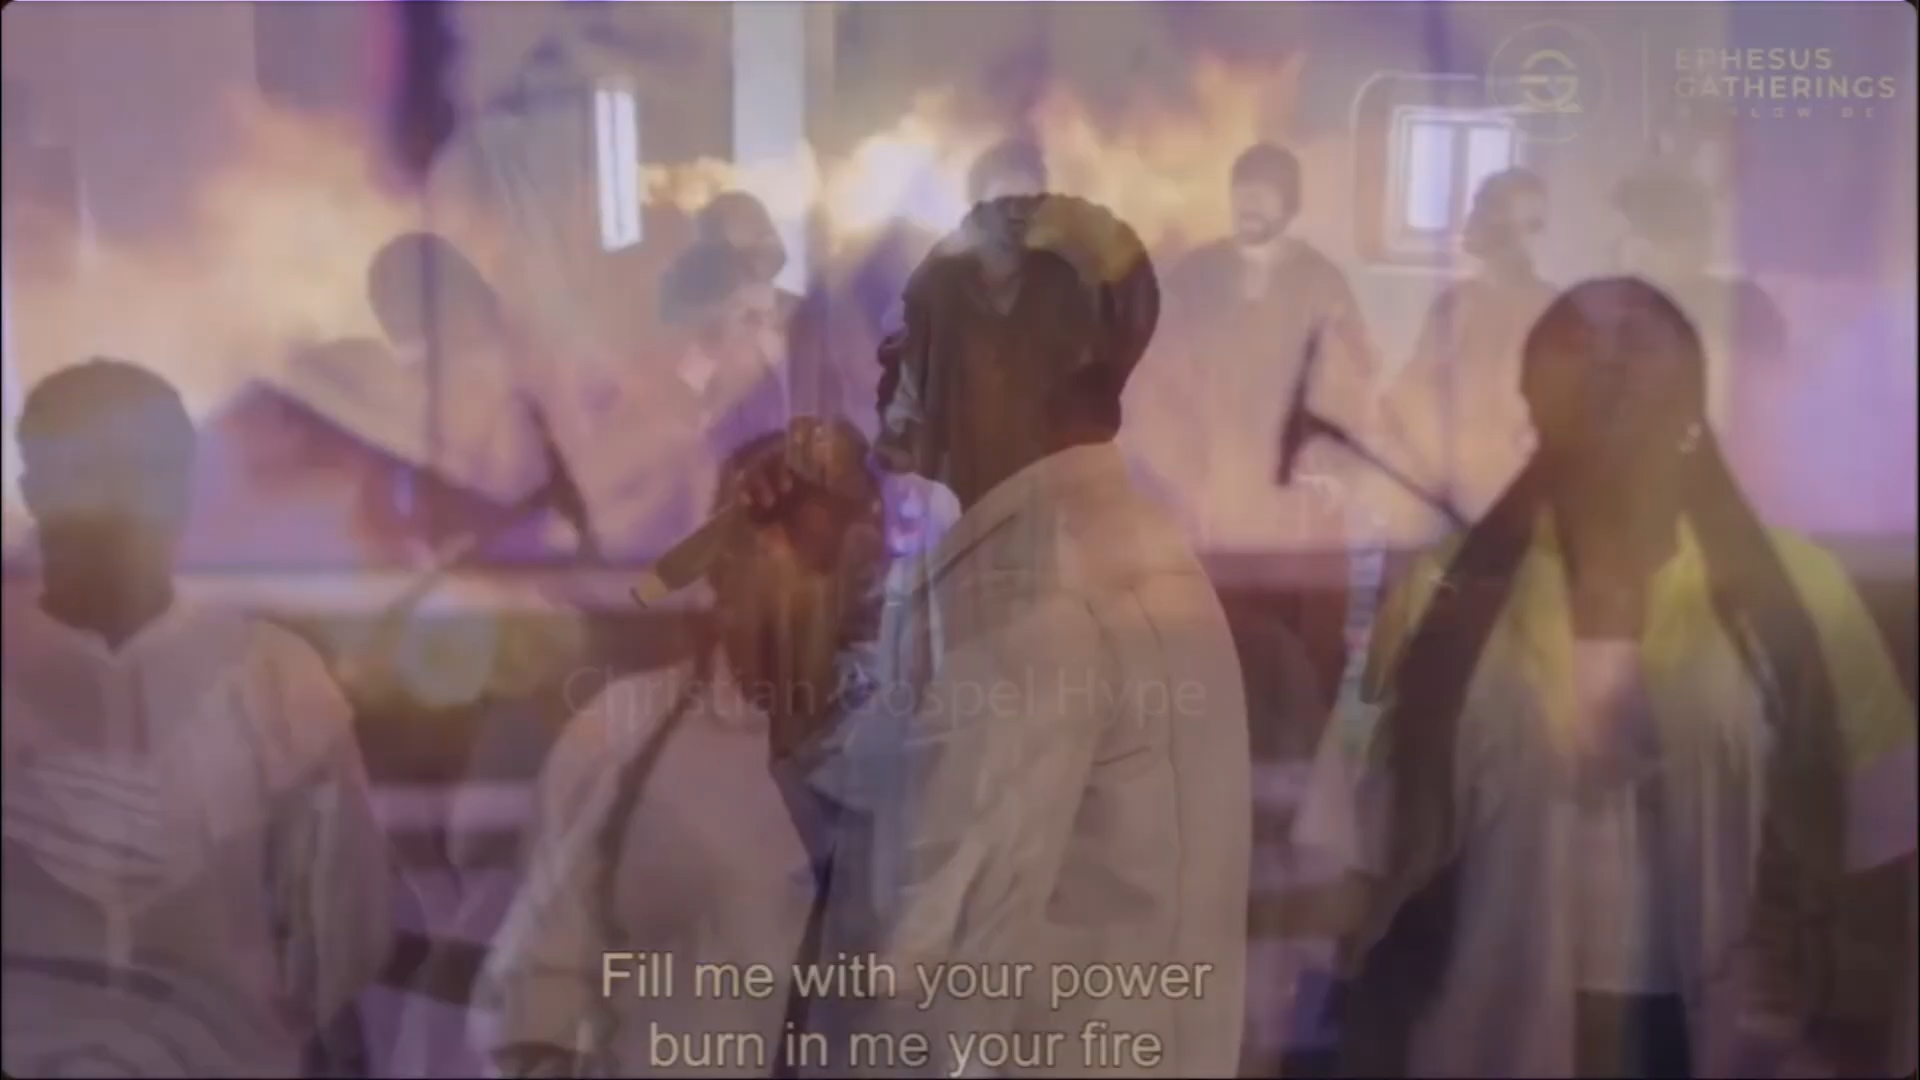 EPHESUS
GATHERINGS
Christian Gospel Hype
Fill me with your power
burn in me your fire